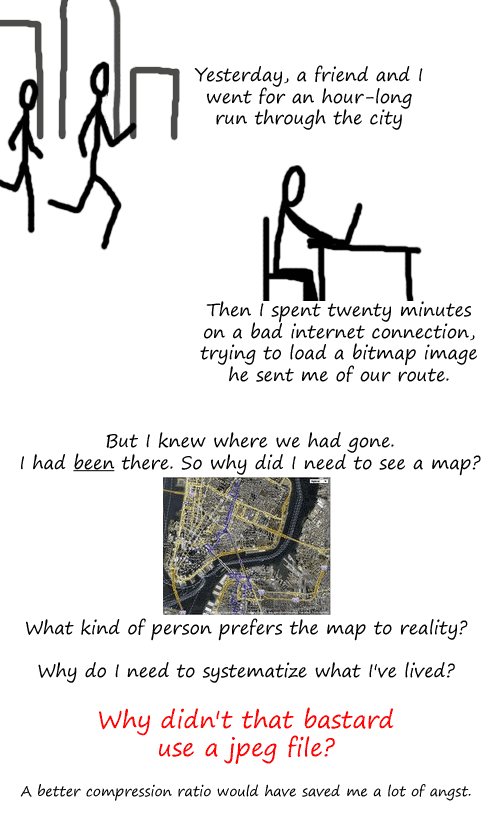 Yesterday, a friend and I
went for an hour-long
run through the city
Then I spent twenty minutes
on a bad internet connection,
trying to load a bitmap image
he sent me of our route.
But I knew where we had gone.
I had been there. So why did I need to see a map?
What kind of person prefers the map to reality?
Why do I need to systematize what I've lived?
Why didn't that bastard
use a jpeg file?
A better compression ratio would have saved me a lot of angst.